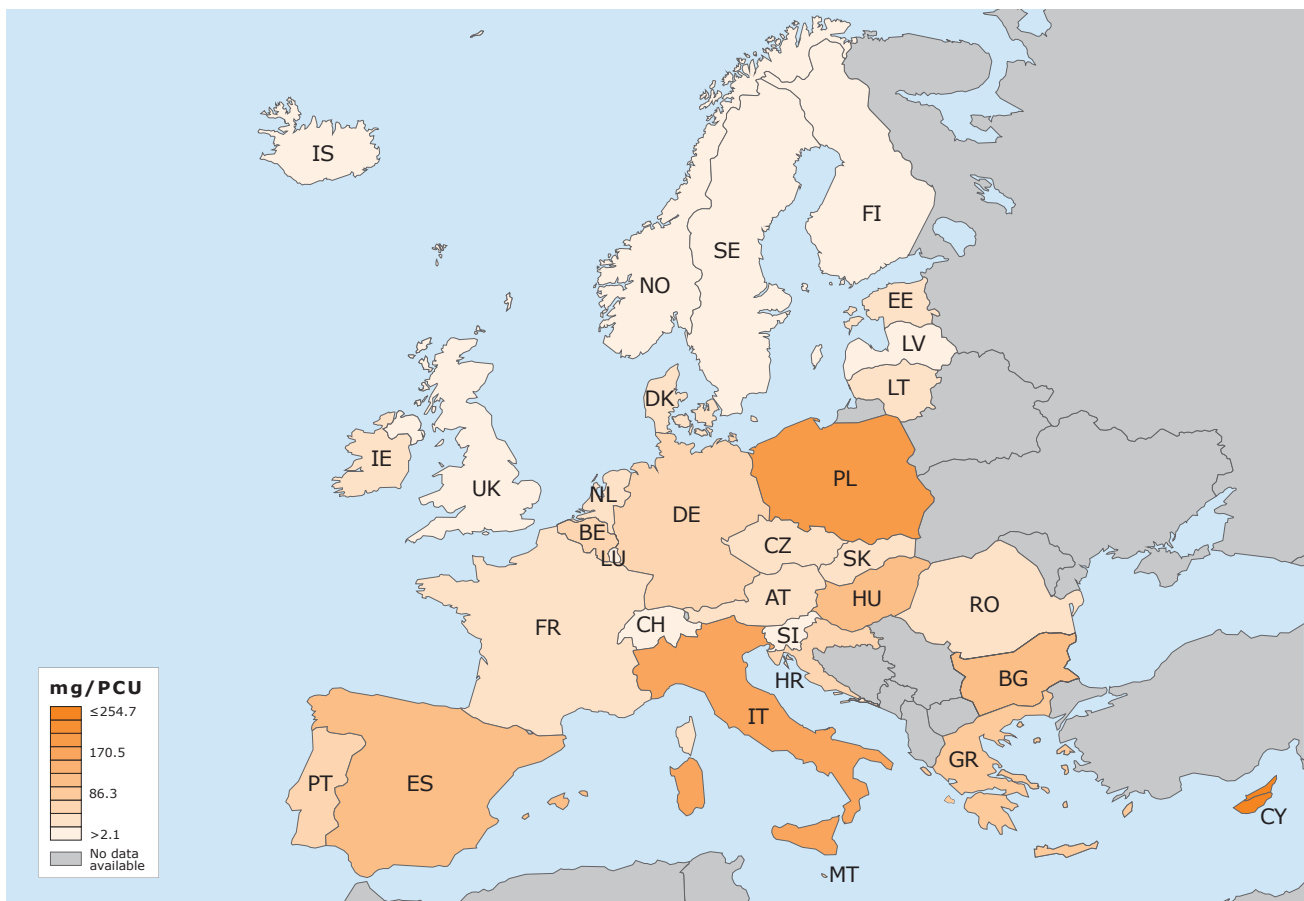 IS
FI
SE
NO
EE
LV
LT
DK
IE
PL
UK
NL
DE
BE
CZ
LU
SK
AT
HU
RO
FR
CH
SI
HR
BG
IT
GR
PT
ES
CY
MT
mg/PCU
≤254.7
170.5
86.3
>2.1
No data
available